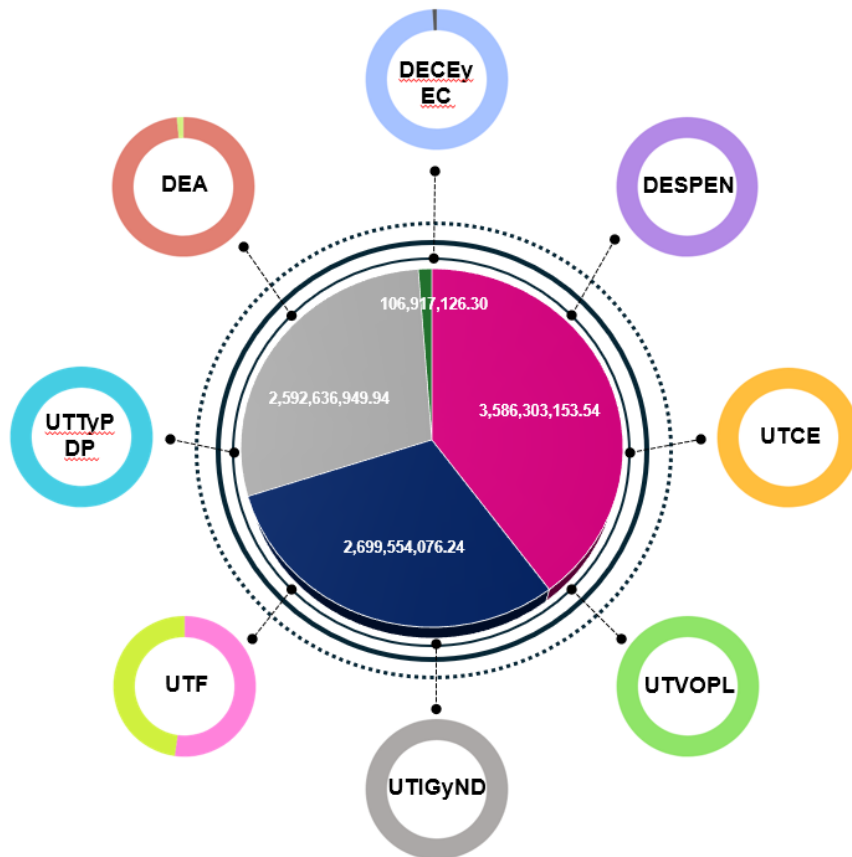 DECEy
EC
DEA
DESPEN
106,917,126.30
2,592,636,949.94
3,586,303,153.54
UTTyP
DP
UTCE
2,699,554,076.24
UTF
UTVOPL
UTIGyND